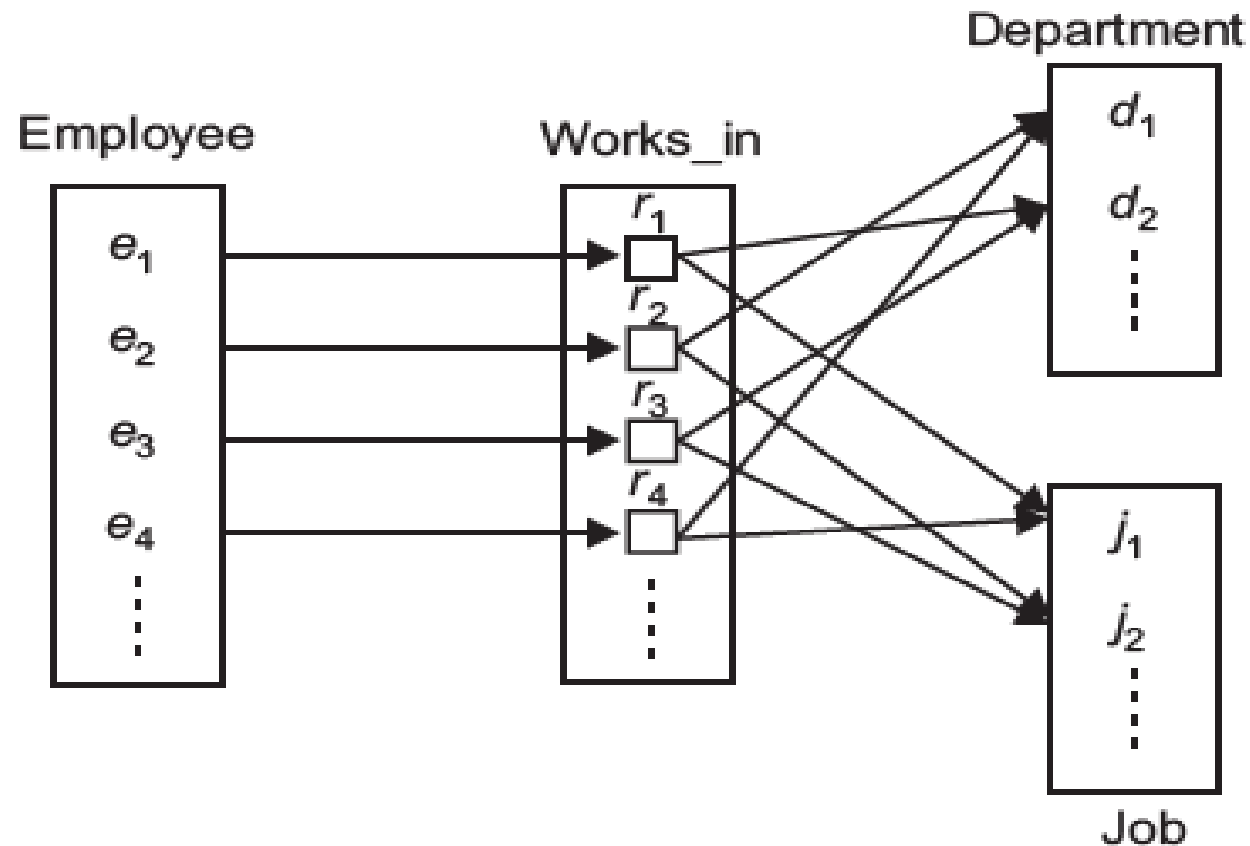 Department
Employee
Works_in
e₁
e₂
e₃
e₄
r₁
r₂
r₃
r₄
d₁
d₂
j₁
j₂
Job